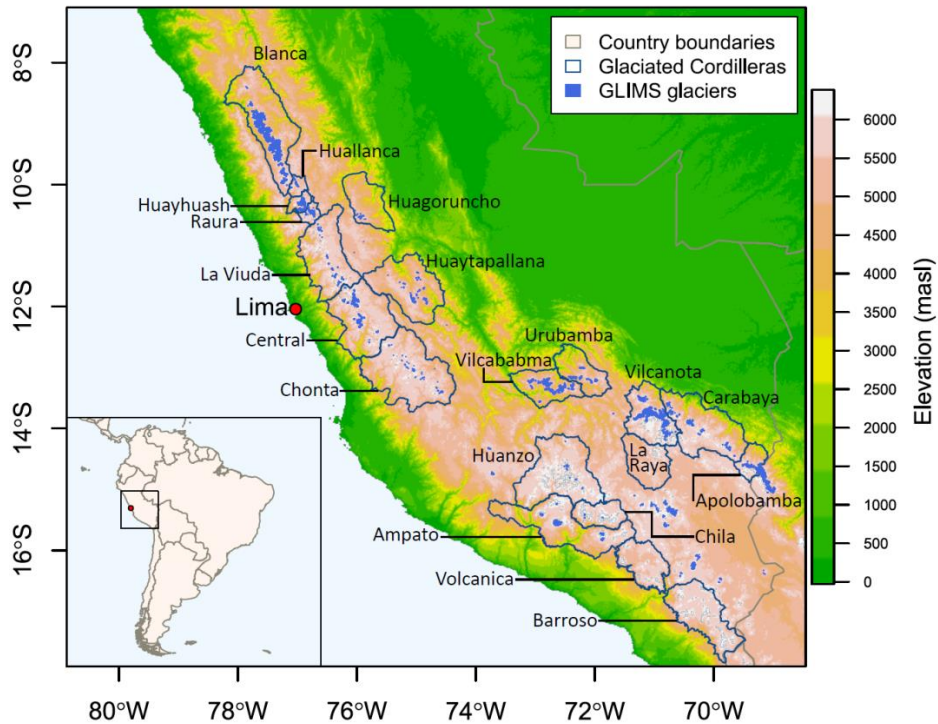 Country boundaries
Glaciated Cordilleras
GLIMS glaciers
8°S
10°S
12°S
14°S
16°S
Blanca
Huallanca
Huayhuash
Raura
Huagoruncho
La Viuda
Huaytapallana
Lima
Central
Urubamba
Vilcababma
Vilcanota
Chonta
Carabaya
Huanzo
La
Raya
Apolobamba
Ampato
Chila
Volcanica
Barroso
80°W
78°W
76°W
74°W
72°W
70°W
6000
5500
5000
4500
4000
3500
3000
2500
2000
1500
1000
500
0
Elevation (masl)